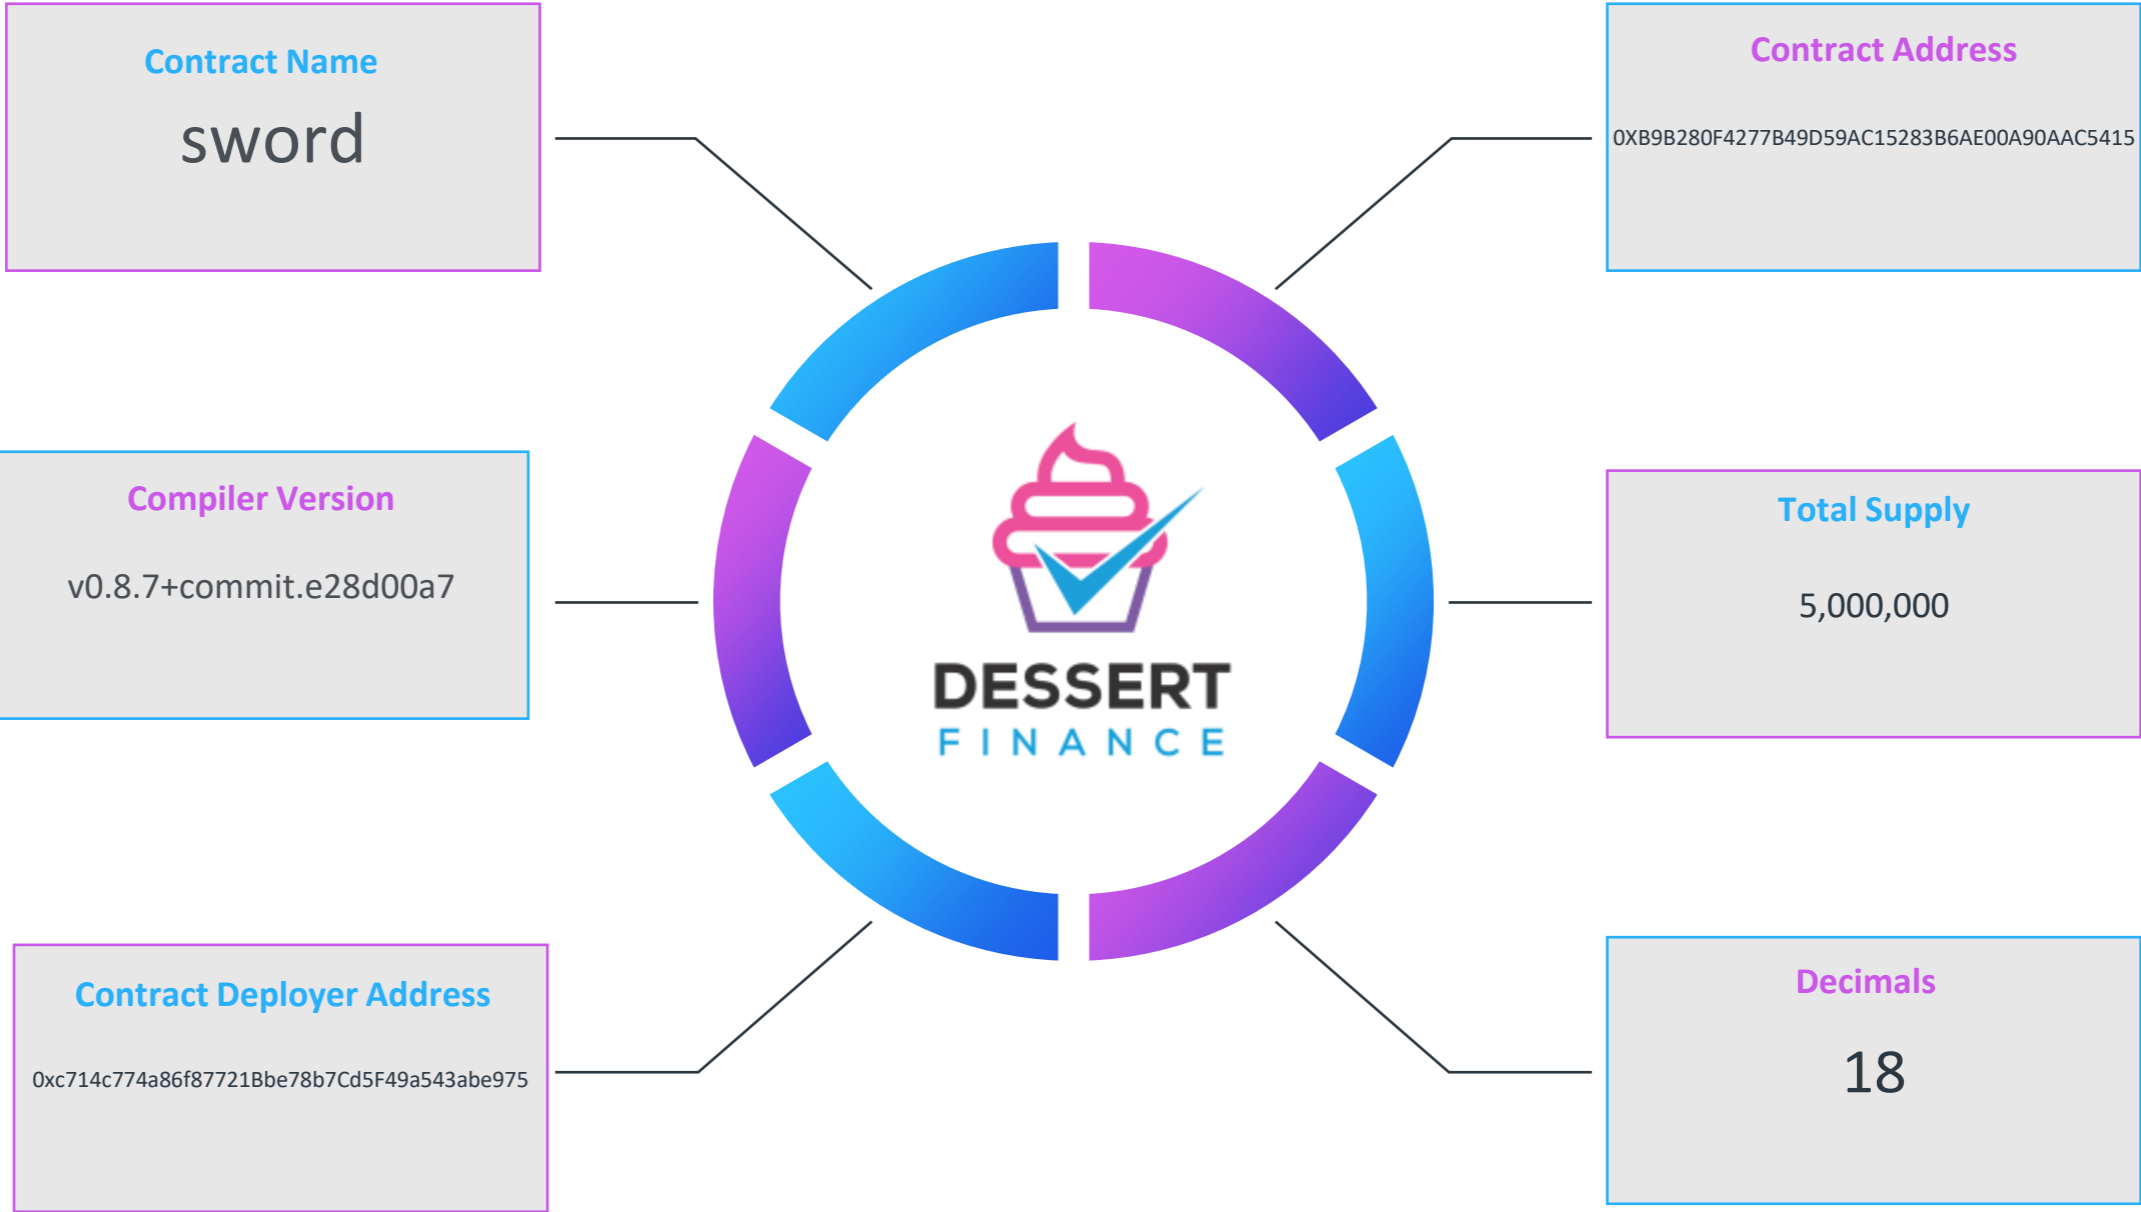 Contract Name
sword
Contract Address
0XB9B280F4277B49D59AC15283B6AE00A90AAC5415
Compiler Version
v0.8.7+commit.e28d00a7
DESSERT
FINANCE
Total Supply
5,000,000
Contract Deployer Address
0xc714c774a86f87721Bbe78b7Cd5F49a543abe975
Decimals
18